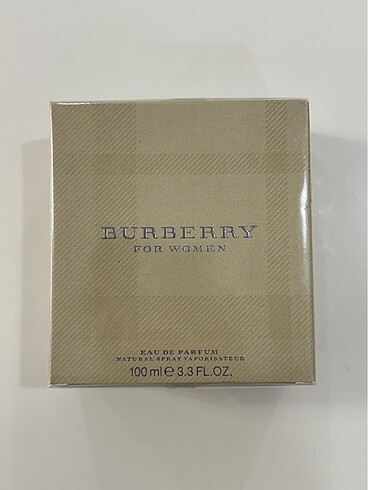 BURBERRY
FOR WOMEN
EAU DE PARFUM
NATURAL SPRAY VAPORISATEUR
100 ml e 3.3 FL.OZ.